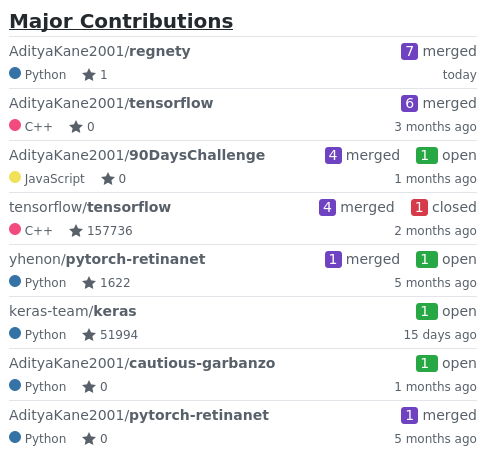 Major Contributions
AdityaKane2001/regnety 7 merged
Python 1 today
AdityaKane2001/tensorflow 6 merged
C++ 0 3 months ago
AdityaKane2001/90DaysChallenge 4 merged 1 open
JavaScript 0 1 months ago
tensorflow/tensorflow 4 merged 1 closed
C++ 157736 2 months ago
yhenon/pytorch-retinanet 1 merged 1 open
Python 1622 5 months ago
keras-team/keras 1 open
Python 51994 15 days ago
AdityaKane2001/cautious-garbanzo 1 open
Python 0 1 months ago
AdityaKane2001/pytorch-retinanet 1 merged
Python 0 5 months ago